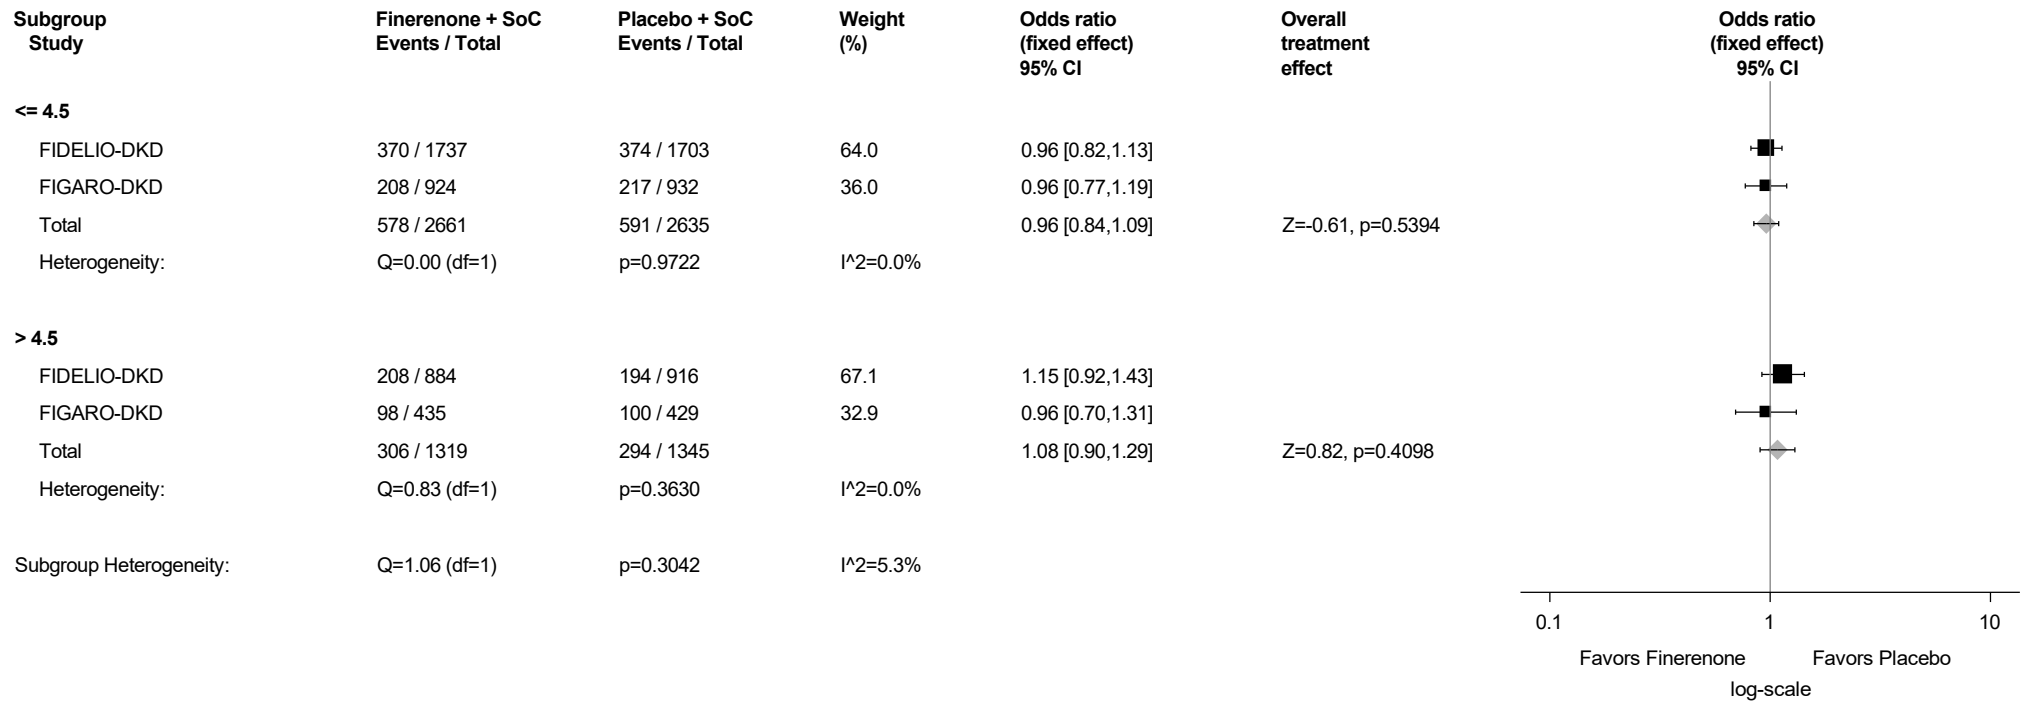 Subgroup Finerenone + SoC Placebo + SoC Weight Odds ratio Overall Odds ratio
Study Events / Total Events / Total (%) (fixed effect) treatment (fixed effect)
95% CI effect 95% CI
<= 4.5
FIDELIO-DKD 370 / 1737 374 / 1703 64.0 0.96 [0.82,1.13]
FIGARO-DKD 208 / 924 217 / 932 36.0 0.96 [0.77,1.19]
Total 578 / 2661 591 / 2635 0.96 [0.84,1.09] Z=-0.61, p=0.5394
Heterogeneity: Q=0.00 (df=1) p=0.9722 I^2=0.0%
> 4.5
FIDELIO-DKD 208 / 884 194 / 916 67.1 1.15 [0.92,1.43]
FIGARO-DKD 98 / 435 100 / 429 32.9 0.96 [0.70,1.31]
Total 306 / 1319 294 / 1345 1.08 [0.90,1.29] Z=0.82, p=0.4098
Heterogeneity: Q=0.83 (df=1) p=0.3630 I^2=0.0%
Subgroup Heterogeneity: Q=1.06 (df=1) p=0.3042 I^2=5.3%
0.1 1 10
Favors Finerenone Favors Placebo
log-scale